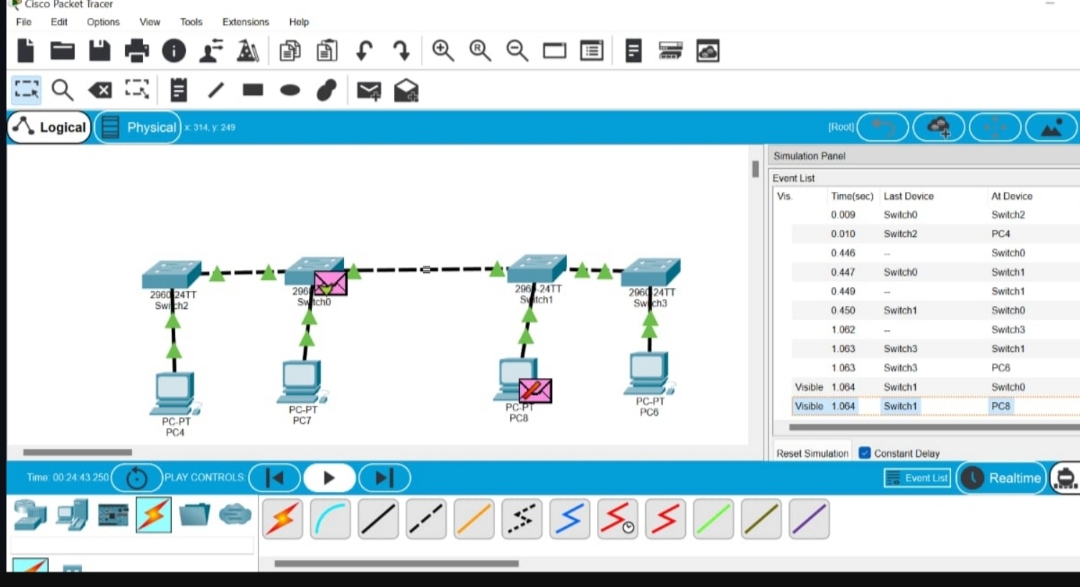 Cisco Packet Tracer
File Edit Options View Tools Extensions Help
Logical Physical x: 314, y: 249 [Root]
Simulation Panel
Event List
Vis. Time(sec) Last Device At Device
0.009 Switch0 Switch2
0.010 Switch2 PC4
0.446 -- Switch0
0.447 Switch0 Switch1
0.449 -- Switch1
0.450 Switch1 Switch0
1.062 -- Switch3
1.063 Switch3 Switch1
1.063 Switch3 PC6
Visible 1.064 Switch1 Switch0
Visible 1.064 Switch1 PC8
2960-24TT
Switch2
Switch0
2960-24TT
Switch1
2960-24TT
Switch3
PC-PT
PC4
PC-PT
PC7
PC-PT
PC8
PC-PT
PC6
Reset Simulation Constant Delay
Time: 00:24:43.250 PLAY CONTROLS: Event List Realtime